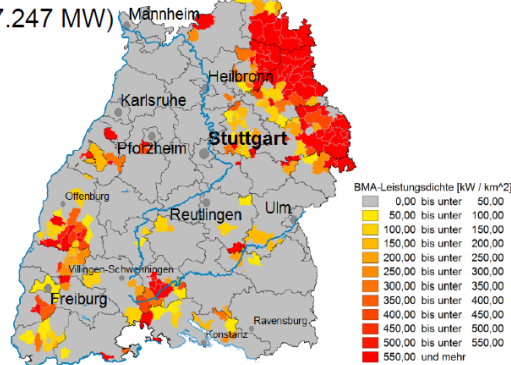 7.247 MW)
Mannheim
Heilbronn
Karlsruhe
Stuttgart
Pforzheim
BMA-Leistungsdichte [kW / km^2]
0,00 bis unter 50,00
50,00 bis unter 100,00
100,00 bis unter 150,00
150,00 bis unter 200,00
200,00 bis unter 250,00
250,00 bis unter 300,00
300,00 bis unter 350,00
350,00 bis unter 400,00
400,00 bis unter 450,00
450,00 bis unter 500,00
500,00 bis unter 550,00
550,00 und mehr
Offenburg
Reutlingen
Ulm
Villingen-Schwenningen
Freiburg
Ravensburg
Konstanz